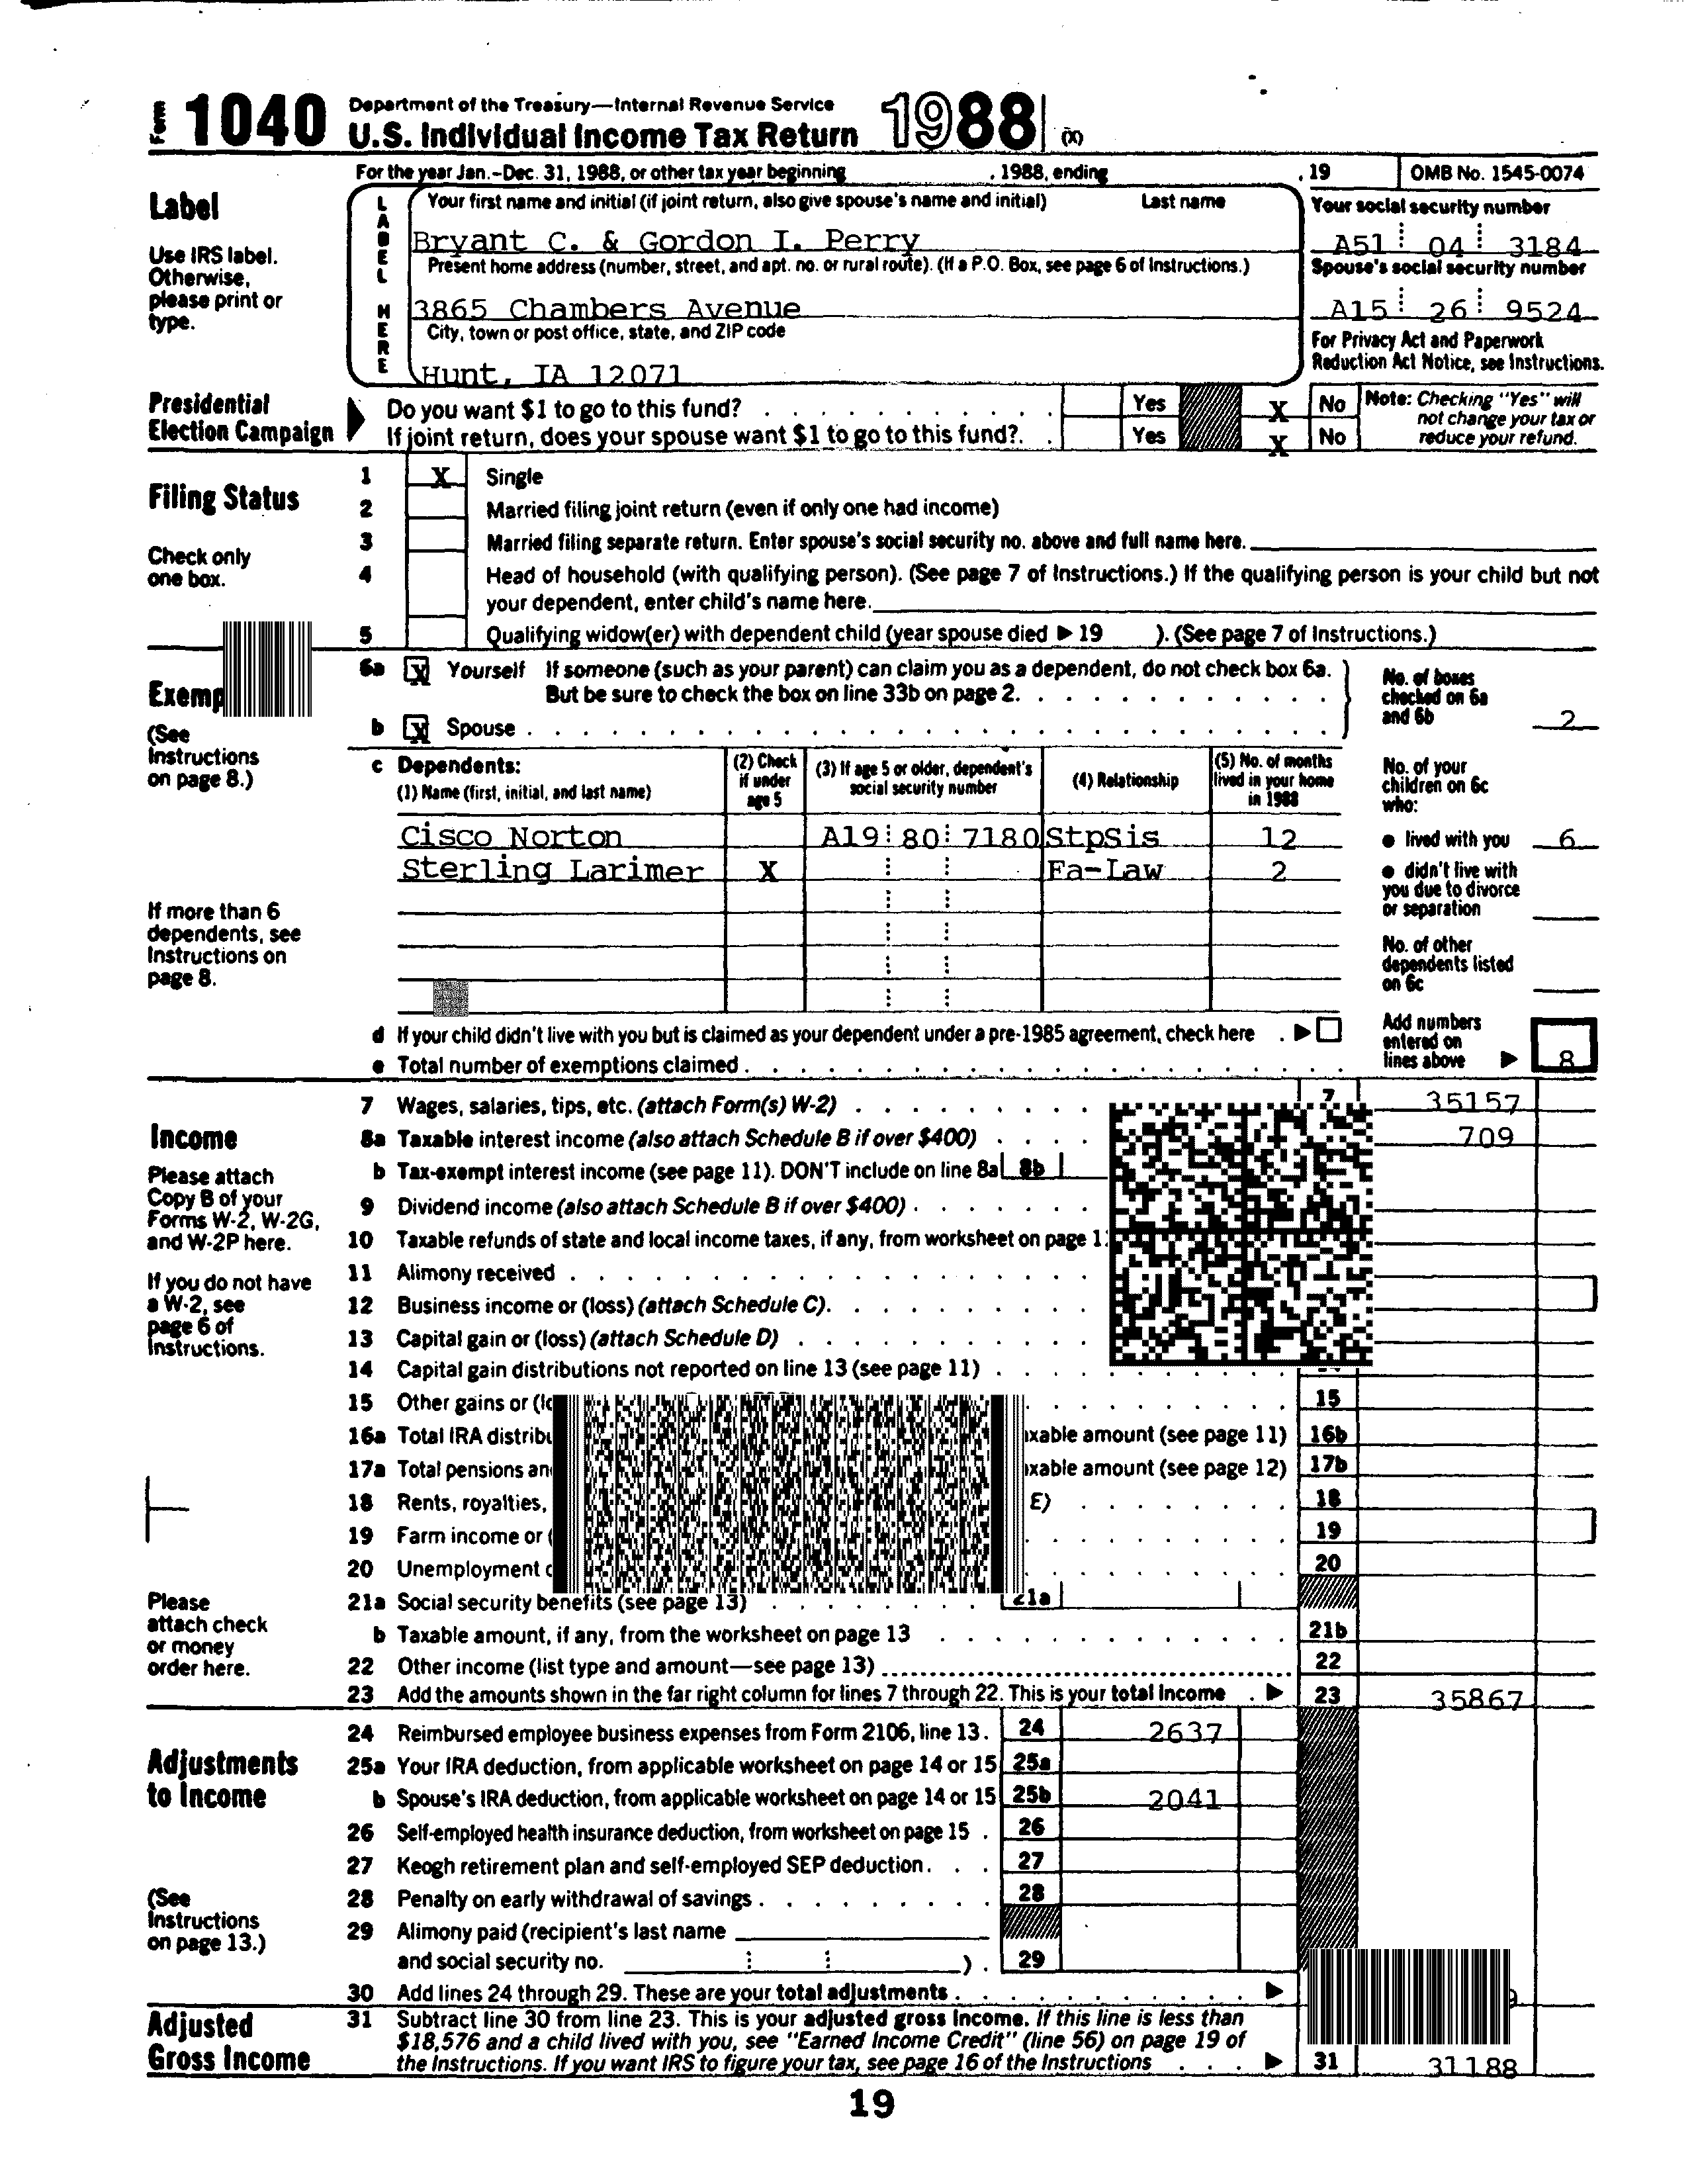 Form 1040 Department of the Treasury—Internal Revenue Service
U.S. Individual Income Tax Return 1988 (X)
For the year Jan.-Dec. 31, 1988, or other tax year beginning , 1988, ending , 19 OMB No. 1545-0074
Label
Use IRS label.
Otherwise,
please print or
type.
LABEL HERE
Your first name and initial (if joint return, also give spouse's name and initial) Last name
Bryant C. & Gordon I. Perry
Your social security number
A51 04 3184
Present home address (number, street, and apt. no. or rural route). (If a P.O. Box, see page 6 of Instructions.)
3865 Chambers Avenue
Spouse's social security number
A15 26 9524
City, town or post office, state, and ZIP code
Hunt, IA 12071
For Privacy Act and Paperwork
Reduction Act Notice, see Instructions.
Presidential
Election Campaign
Do you want $1 to go to this fund? Yes X No
If joint return, does your spouse want $1 to go to this fund?. Yes X No
Note: Checking "Yes" will
not change your tax or
reduce your refund.
Filing Status
Check only
one box.
1 X Single
2 Married filing joint return (even if only one had income)
3 Married filing separate return. Enter spouse's social security no. above and full name here.
4 Head of household (with qualifying person). (See page 7 of Instructions.) If the qualifying person is your child but not
your dependent, enter child's name here.
5 Qualifying widow(er) with dependent child (year spouse died ▶ 19 ). (See page 7 of Instructions.)
Exemp
(See
Instructions
on page 8.)
If more than 6
dependents, see
Instructions on
page 8.
6a X Yourself If someone (such as your parent) can claim you as a dependent, do not check box 6a.
But be sure to check the box on line 33b on page 2.
b X Spouse
No. of boxes
checked on 6a
and 6b 2
c Dependents:
(1) Name (first, initial, and last name)
(2) Check
if under
age 5
(3) If age 5 or older, dependent's
social security number
(4) Relationship
(5) No. of months
lived in your home
in 1988
Cisco Norton A19 80 7180 StpSis 12
Sterling Larimer X Fa-Law 2
No. of your
children on 6c
who:
● lived with you 6
● didn't live with
you due to divorce
or separation
No. of other
dependents listed
on 6c
d If your child didn't live with you but is claimed as your dependent under a pre-1985 agreement, check here . ▶
e Total number of exemptions claimed
Add numbers
entered on
lines above ▶ 8
Income
Please attach
Copy B of your
Forms W-2, W-2G,
and W-2P here.
If you do not have
a W-2, see
page 6 of
Instructions.
Please
attach check
or money
order here.
7 Wages, salaries, tips, etc. (attach Form(s) W-2) 7 35157
8a Taxable interest income (also attach Schedule B if over $400) 709
b Tax-exempt interest income (see page 11). DON'T include on line 8a 8b
9 Dividend income (also attach Schedule B if over $400)
10 Taxable refunds of state and local income taxes, if any, from worksheet on page
11 Alimony received
12 Business income or (loss) (attach Schedule C).
13 Capital gain or (loss) (attach Schedule D)
14 Capital gain distributions not reported on line 13 (see page 11)
15 Other gains or 15
16a Total IRA amount (see page 11) 16b
17a Total pensions amount (see page 12) 17b
18 Rents, royalties, E) 18
19 Farm income or 19
20 Unemployment 20
21a Social security benefits (see page 13) 21a
b Taxable amount, if any, from the worksheet on page 13 21b
22 Other income (list type and amount—see page 13) 22
23 Add the amounts shown in the far right column for lines 7 through 22. This is your total income . ▶ 23 35867
Adjustments
to Income
(See
Instructions
on page 13.)
24 Reimbursed employee business expenses from Form 2106, line 13 . 24 2637
25a Your IRA deduction, from applicable worksheet on page 14 or 15 25a
b Spouse's IRA deduction, from applicable worksheet on page 14 or 15 25b 2041
26 Self-employed health insurance deduction, from worksheet on page 15 . 26
27 Keogh retirement plan and self-employed SEP deduction. 27
28 Penalty on early withdrawal of savings 28
29 Alimony paid (recipient's last name
and social security no. ) . 29
30 Add lines 24 through 29. These are your total adjustments ▶
Adjusted
Gross Income
31 Subtract line 30 from line 23. This is your adjusted gross income. If this line is less than
$18,576 and a child lived with you, see "Earned Income Credit" (line 56) on page 19 of
the Instructions. If you want IRS to figure your tax, see page 16 of the Instructions ▶ 31 31188
19